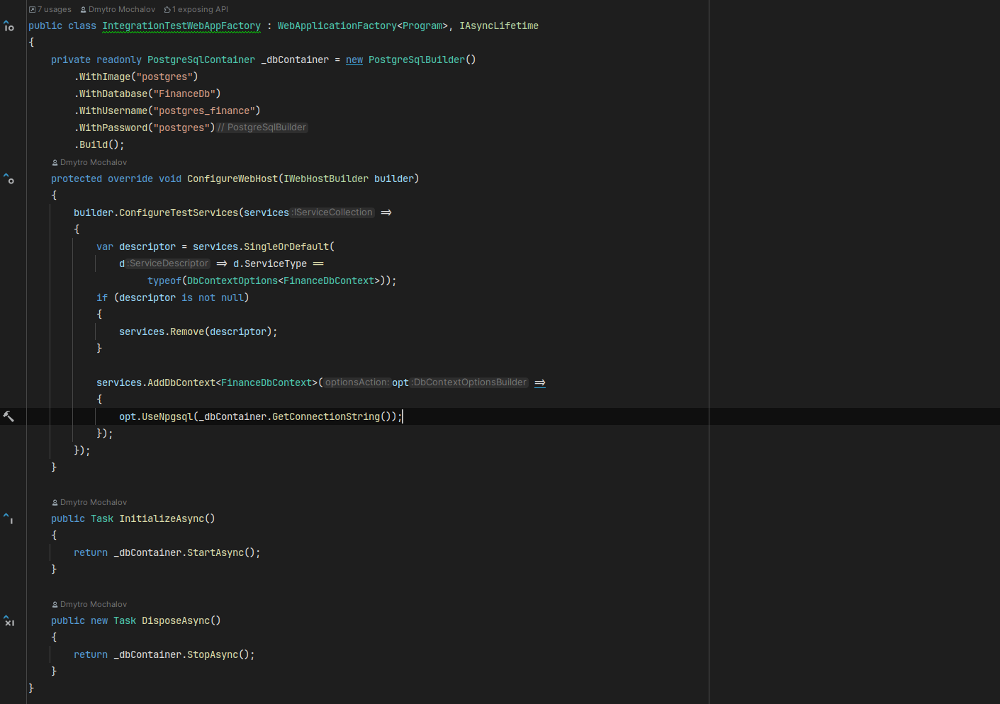 7 usages Dmytro Mochalov 1 exposing API
public class IntegrationTestWebAppFactory : WebApplicationFactory<Program>, IAsyncLifetime
{
    private readonly PostgreSqlContainer _dbContainer = new PostgreSqlBuilder()
        .WithImage("postgres")
        .WithDatabase("FinanceDb")
        .WithUsername("postgres_finance")
        .WithPassword("postgres") // PostgreSqlBuilder
        .Build();
    Dmytro Mochalov
    protected override void ConfigureWebHost(IWebHostBuilder builder)
    {
        builder.ConfigureTestServices(services :IServiceCollection =>
        {
            var descriptor = services.SingleOrDefault(
                d :ServiceDescriptor => d.ServiceType ==
                     typeof(DbContextOptions<FinanceDbContext>));
            if (descriptor is not null)
            {
                services.Remove(descriptor);
            }
            services.AddDbContext<FinanceDbContext>( optionsAction: opt :DbContextOptionsBuilder =>
            {
                opt.UseNpgsql(_dbContainer.GetConnectionString());
            });
        });
    }
    Dmytro Mochalov
    public Task InitializeAsync()
    {
        return _dbContainer.StartAsync();
    }
    Dmytro Mochalov
    public new Task DisposeAsync()
    {
        return _dbContainer.StopAsync();
    }
}